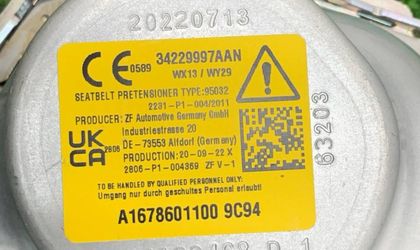 20220713
CE 0589
34229997AAN
WX13 / WY29
SEATBELT PRETENSIONER TYPE:95032
2231-P1-004/2011
PRODUCER: ZF Automotive Germany GmbH
Industriestrasse 20
DE - 73553 Alfdorf (Germany)
UKCA 2806
PRODUCTION: 20-09-22 X
2806-P1-004369 ZF V-1
TO BE HANDLED BY QUALIFIED PERSONNEL ONLY!
Umgang nur durch geschultes Personal erlaubt!
A1678601100 9C94
63203